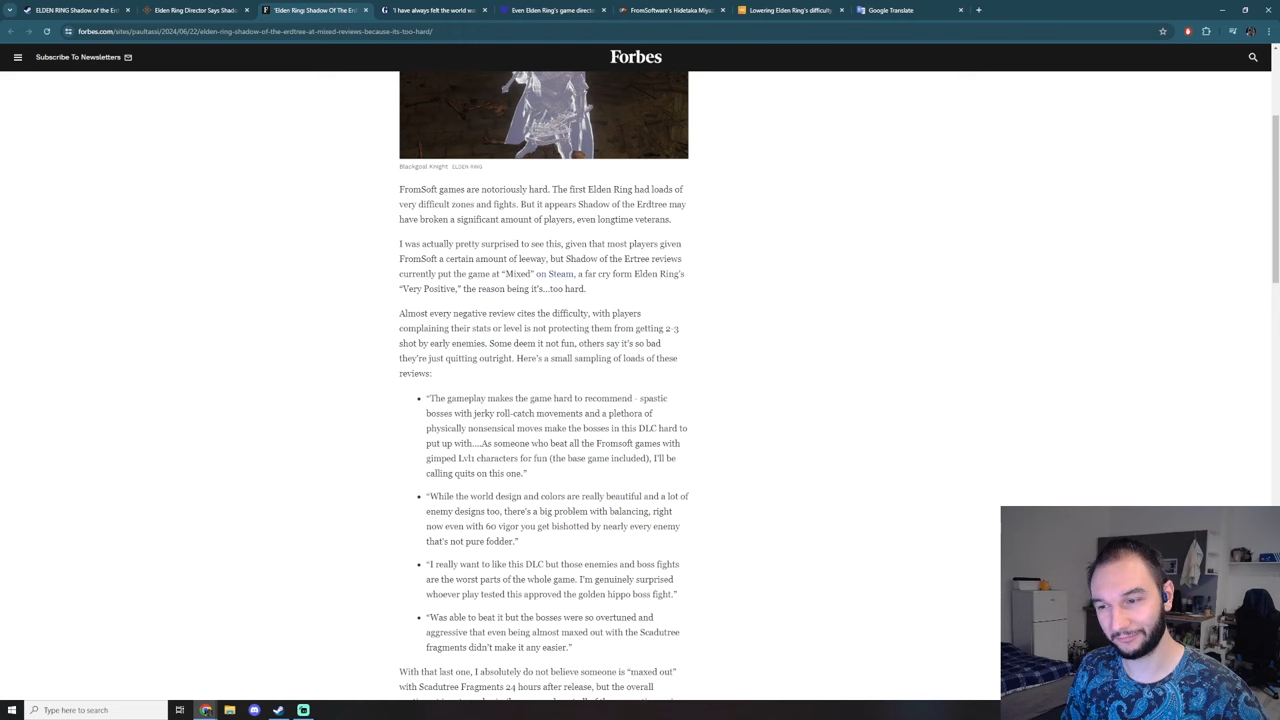 ELDEN RING Shadow of the Er
Elden Ring Director Says Shado
'Elden Ring: Shadow Of The Er
'I have always loved the
Even Elden Ring's game directo
FromSoftware's Hidetaka Miya
Lowering Elden Ring's difficulty
Google Translate
forbes.com/sites/paultassi/2024/06/22/elden-ring-shadow-of-the-erdtree-at-mixed-reviews-because-its-too-hard/
Subscribe To Newsletters
Forbes
Blackgoal Knight ELDEN RING
FromSoft games are notoriously hard. The first Elden Ring had loads of
very difficult zones and fights. But it appears Shadow of the Erdtree may
have broken a significant amount of players, even longtime veterans.
I was actually pretty surprised to see this, given that most players given
FromSoft a certain amount of leeway, but Shadow of the Ertree reviews
currently put the game at “Mixed” on Steam, a far cry form Elden Ring’s
“Very Positive,” the reason being it’s…too hard.
Almost every negative review cites the difficulty, with players
complaining their stats or level is not protecting them from getting 2-3
shot by early enemies. Some deem it not fun, others say it’s so bad
they’re just quitting outright. Here’s a small sampling of loads of these
reviews:
• “The gameplay makes the game hard to recommend - spastic
bosses with jerky roll-catch movements and a plethora of
physically nonsensical moves make the bosses in this DLC hard to
put up with….As someone who beat all the Fromsoft games with
gimped Lvl1 characters for fun (the base game included), I’ll be
calling quits on this one.”
• “While the world design and colors are really beautiful and a lot of
enemy designs too, there’s a big problem with balancing, right
now even with 60 vigor you get bishotted by nearly every enemy
that’s not pure fodder.”
• “I really want to like this DLC but those enemies and boss fights
are the worst parts of the whole game. I’m genuinely surprised
whoever play tested this approved the golden hippo boss fight.”
• “Was able to beat it but the bosses were so overtuned and
aggressive that even being almost maxed out with the Scadutree
fragments didn’t make it any easier.”
With that last one, I absolutely do not believe someone is “maxed out”
with Scadutree Fragments 24 hours after release, but the overall
Type here to search